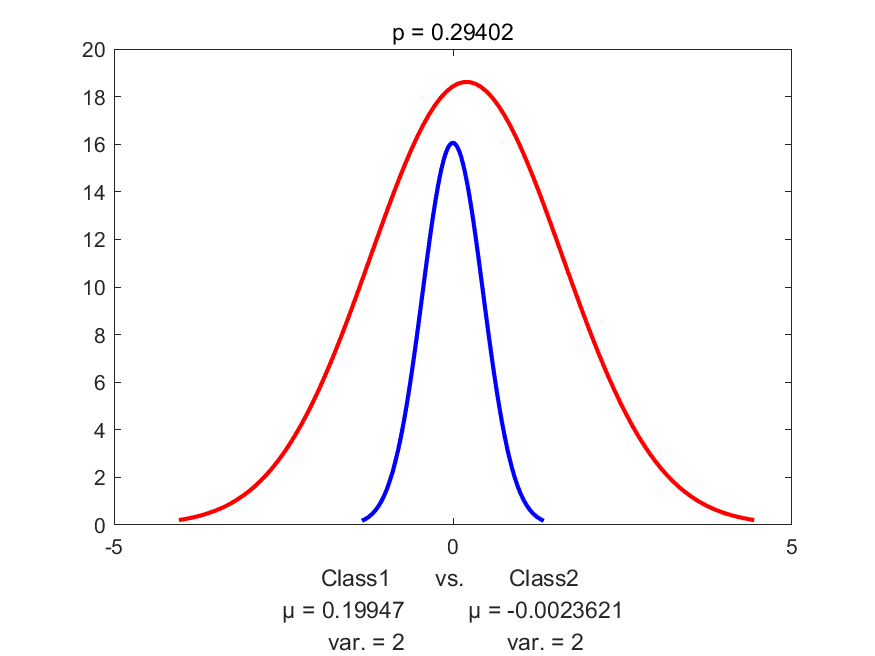 p = 0.29402
20
18
16
14
12
10
8
6
4
2
0
-5 0 5
Class1 vs. Class2
µ = 0.19947 µ = -0.0023621
var. = 2 var. = 2